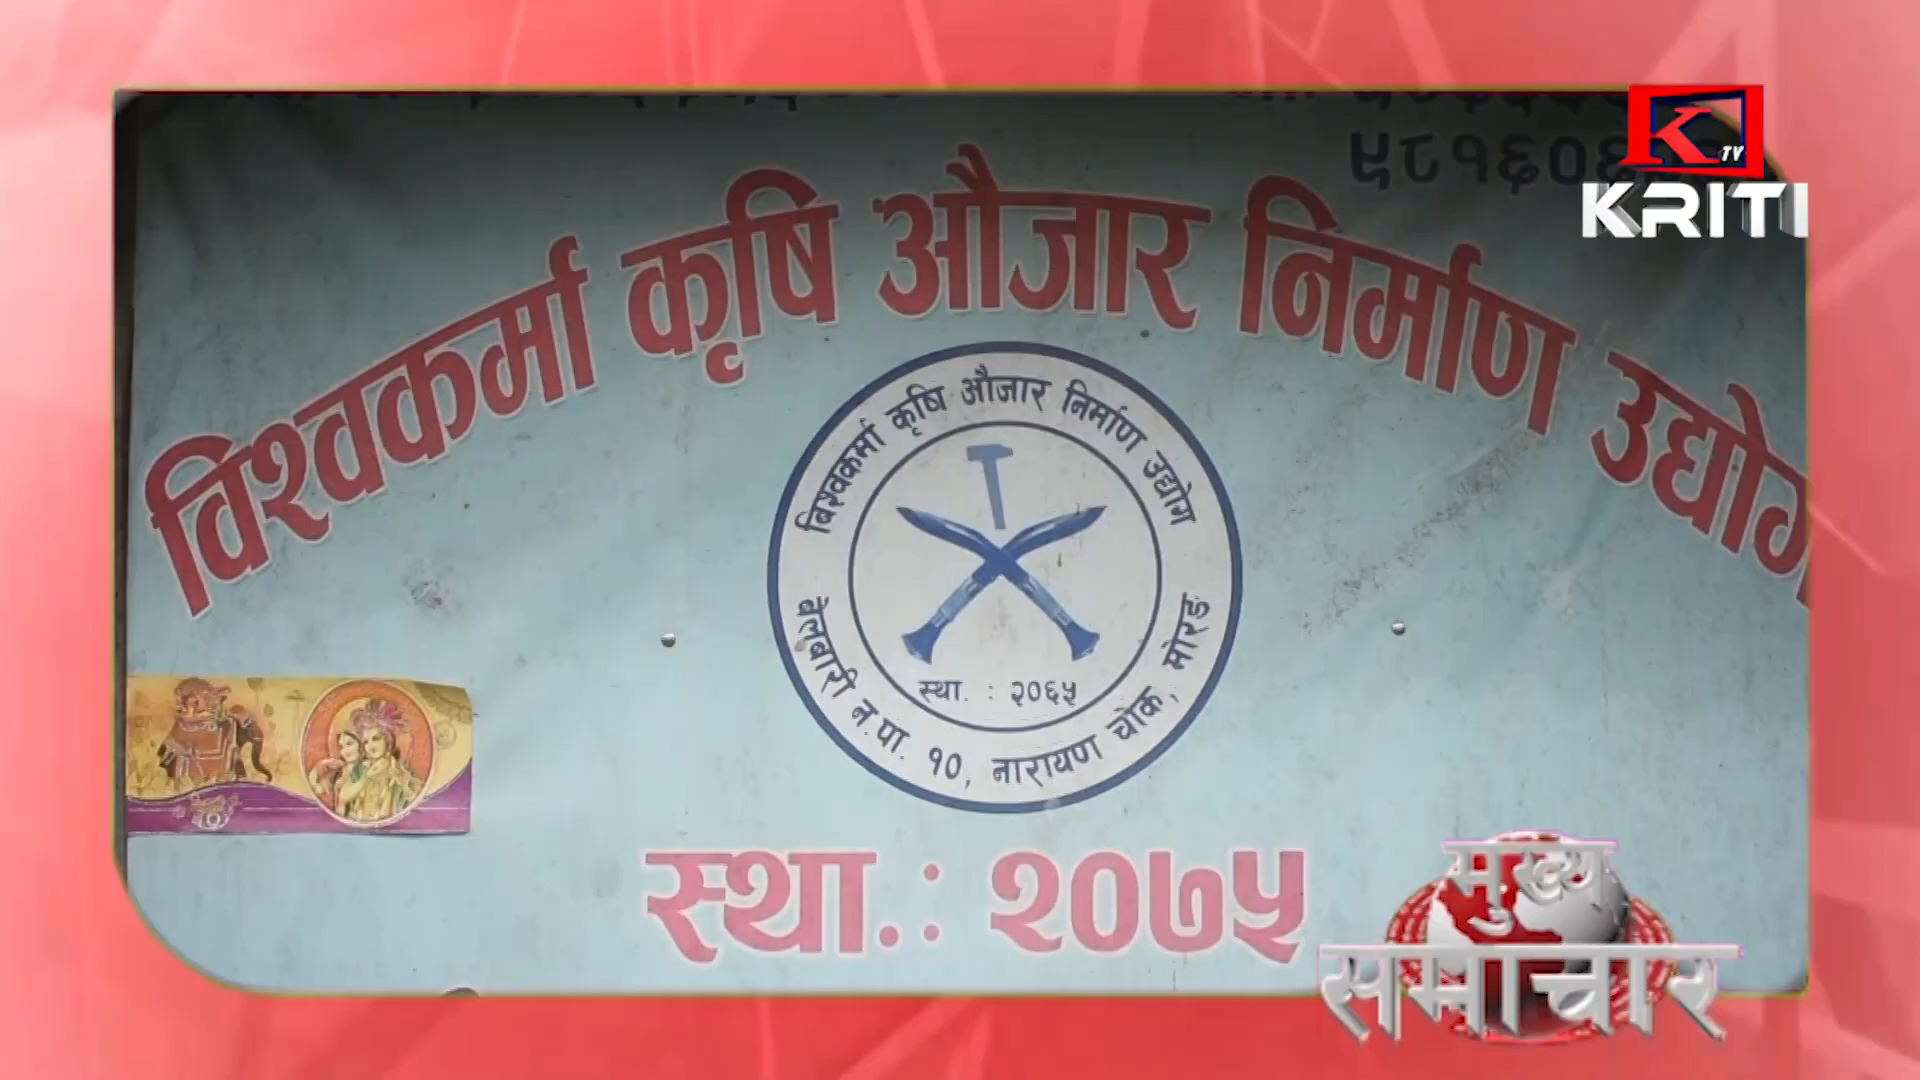 K TV
KRITI
विश्वकर्मा कृषि औजार निर्माण उद्योग
बिश्वकर्मा कृषि औजार निर्माण उद्योग
स्था. : २०६५
बेलबारी न.पा. १०, नारायण चोक, मोरङ
स्था.: २०७५
मुख्य
समाचार